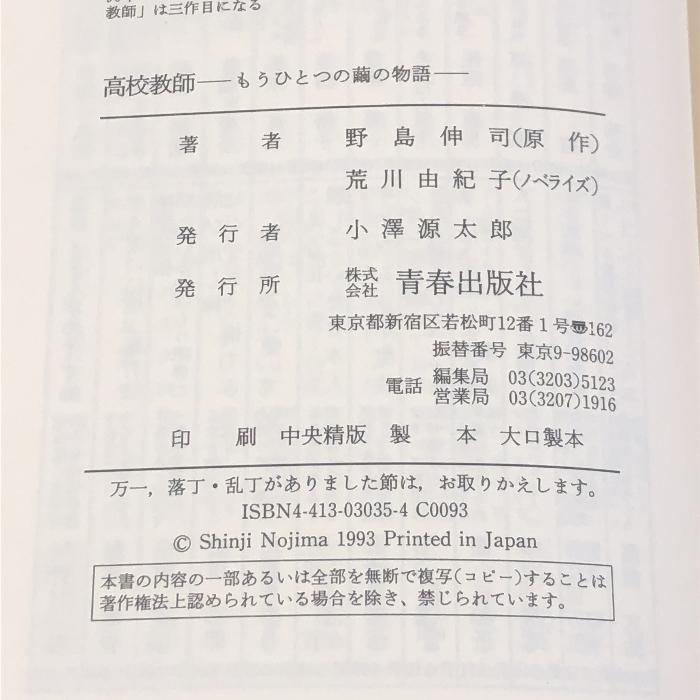 教師」は三作目になる
高校教師――もうひとつの繭の物語――
著 者 野島伸司(原 作)
荒川由紀子(ノベライズ)
発行者 小澤源太郎
発行所 株式会社 青春出版社
東京都新宿区若松町12番1号〠162
振替番号 東京9-98602
電話 編集局 03(3203)5123
営業局 03(3207)1916
印 刷 中央精版 製 本 大口製本
万一,落丁・乱丁がありました節は,お取りかえします。
ISBN4-413-03035-4 C0093
© Shinji Nojima 1993 Printed in Japan
本書の内容の一部あるいは全部を無断で複写(コピー)することは
著作権法上認められている場合を除き、禁じられています。